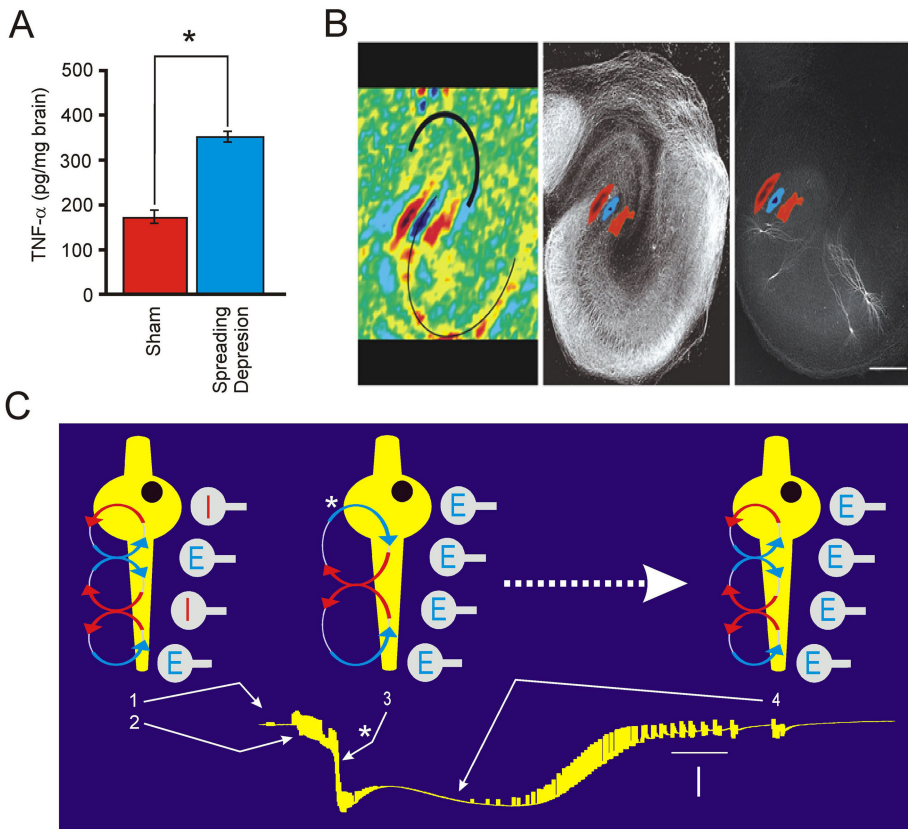 A
*
500
400
300
200
100
0
TNF-α (pg/mg brain)
Sham
Spreading
Depresion
B
C
I
E
I
E
*
E
E
E
E
E
E
E
E
1
2
*
3
4